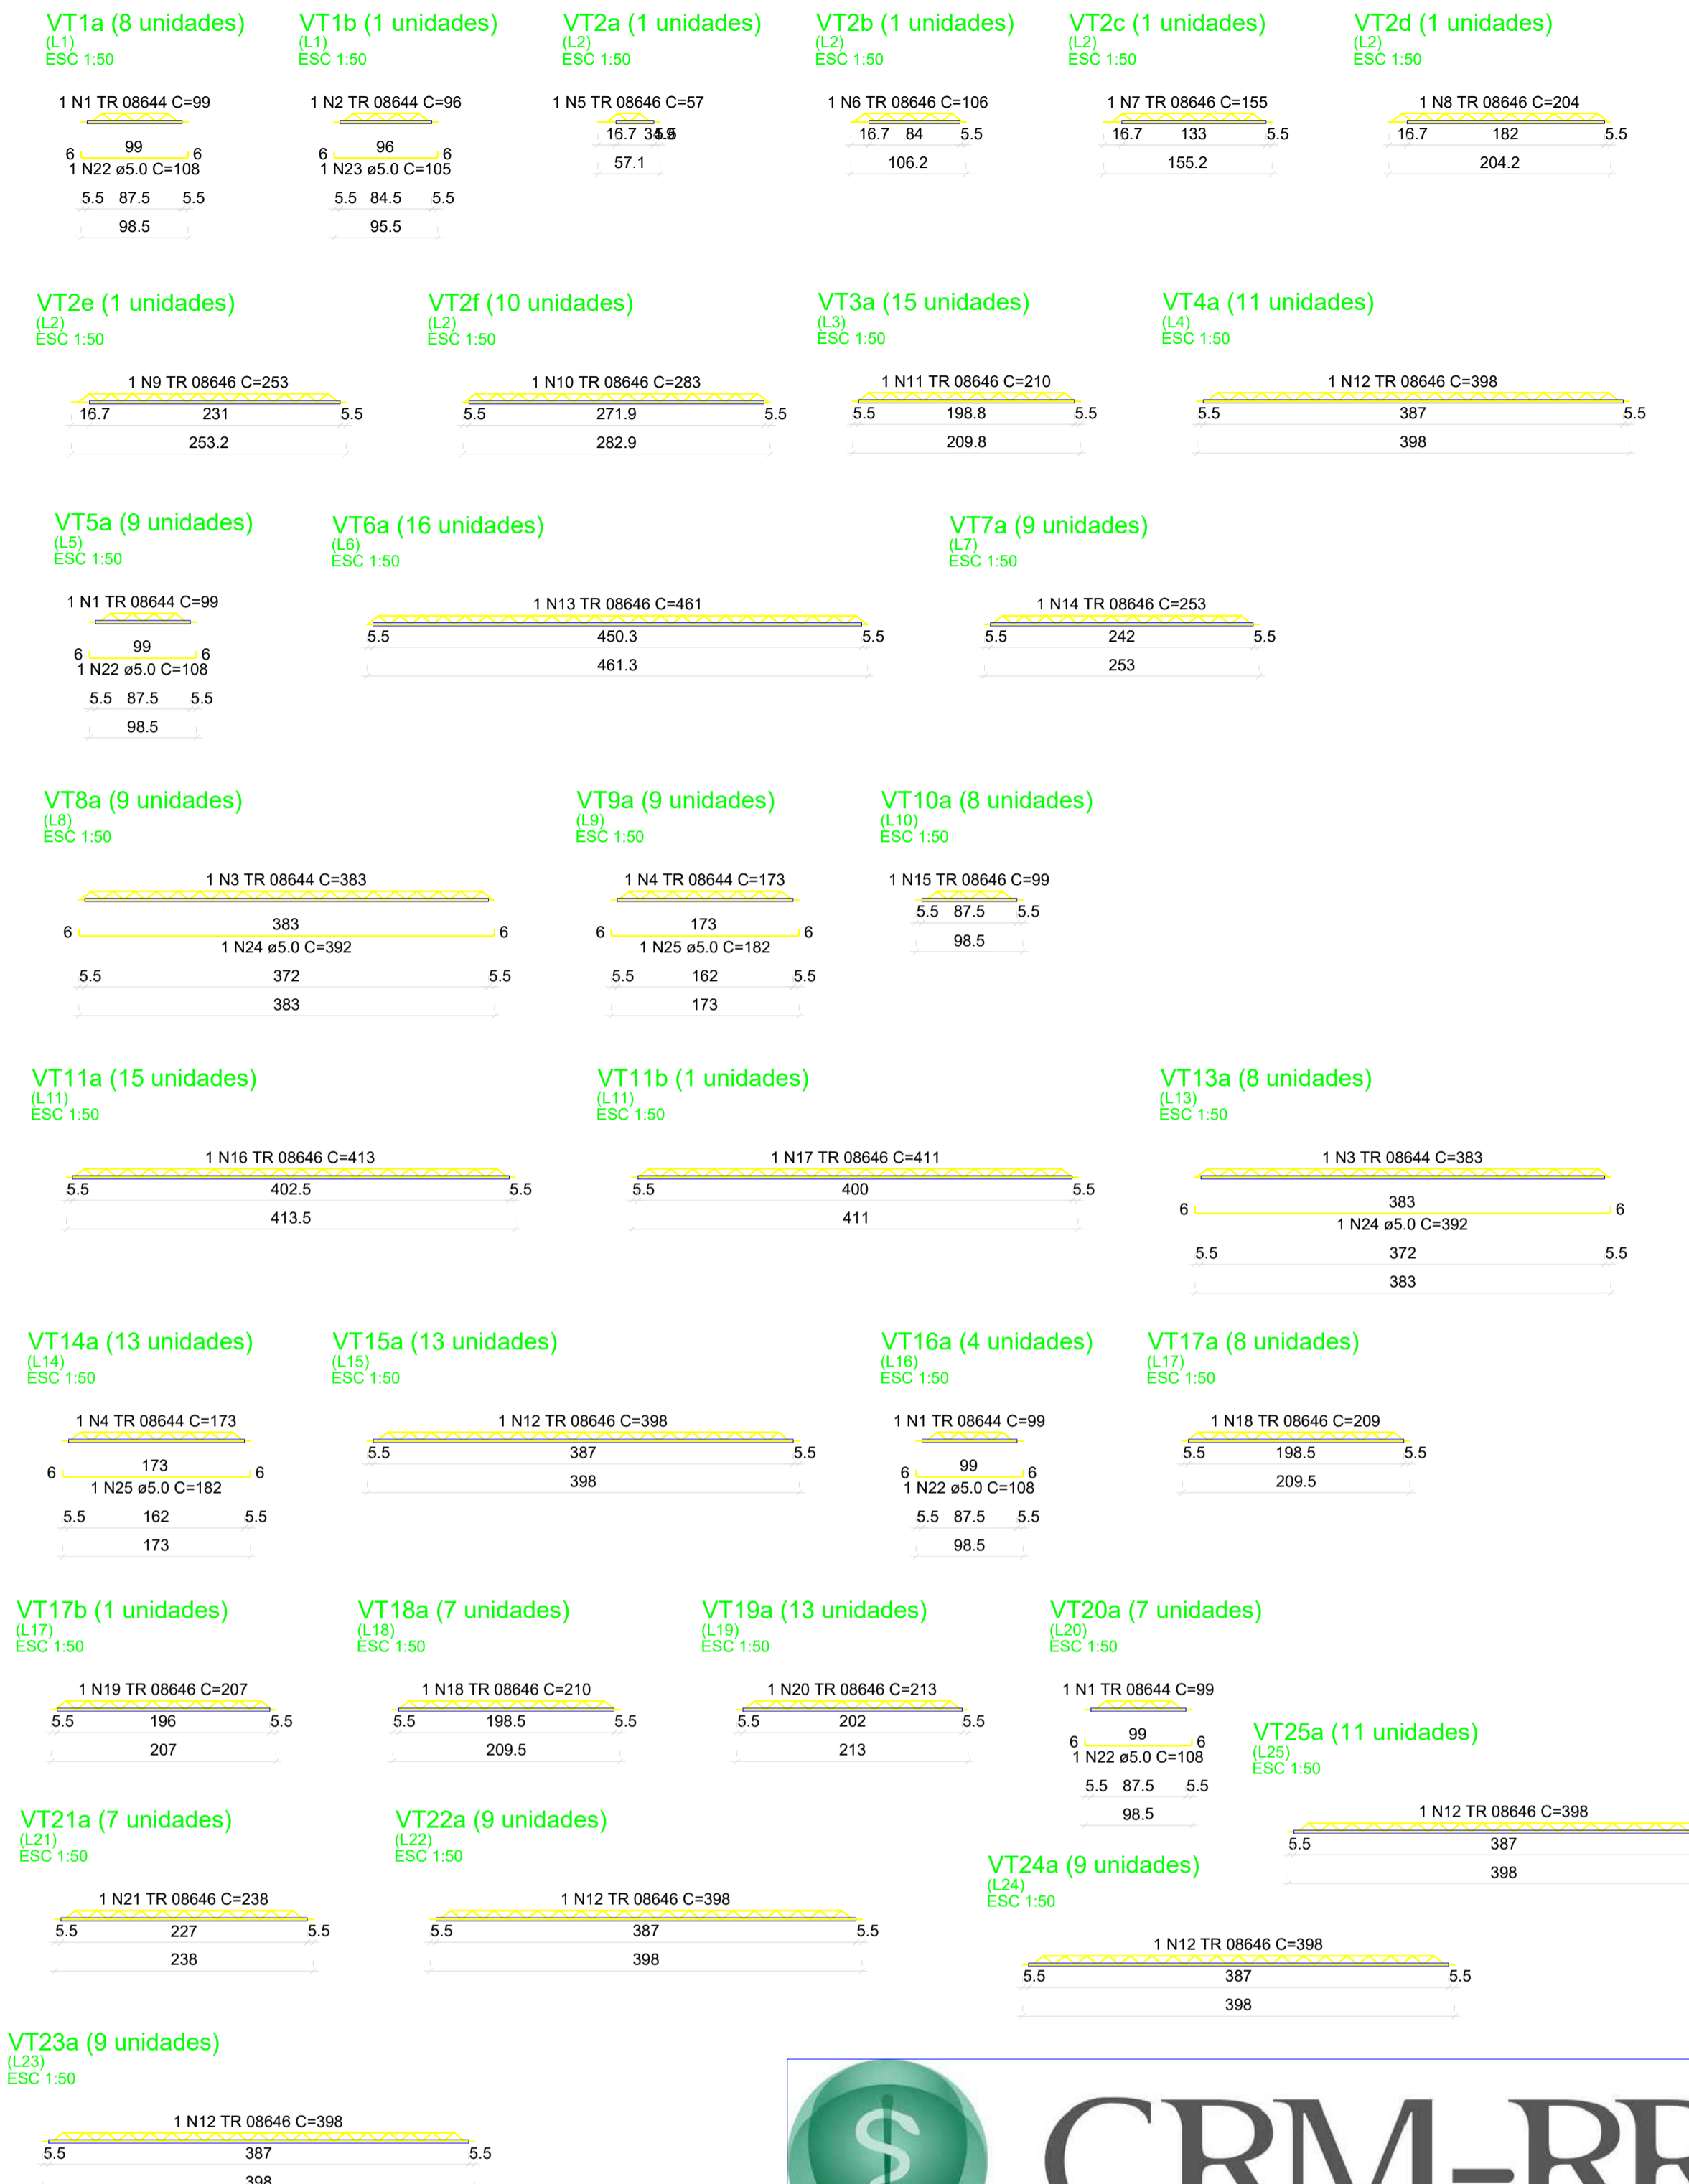 VT1a (8 unidades)
(L1)
ESC 1:50
1 N1 TR 08644 C=99
99
6 6
1 N22 ø5.0 C=108
5.5 87.5 5.5
98.5
VT1b (1 unidades)
(L1)
ESC 1:50
1 N2 TR 08644 C=96
96
6 6
1 N23 ø5.0 C=105
5.5 84.5 5.5
95.5
VT2a (1 unidades)
(L2)
ESC 1:50
1 N5 TR 08646 C=57
16.7
57.1
VT2b (1 unidades)
(L2)
ESC 1:50
1 N6 TR 08646 C=106
16.7 84 5.5
106.2
VT2c (1 unidades)
(L2)
ESC 1:50
1 N7 TR 08646 C=155
16.7 133 5.5
155.2
VT2d (1 unidades)
(L2)
ESC 1:50
1 N8 TR 08646 C=204
16.7 182 5.5
204.2
VT2e (1 unidades)
(L2)
ESC 1:50
1 N9 TR 08646 C=253
16.7 231 5.5
253.2
VT2f (10 unidades)
(L2)
ESC 1:50
1 N10 TR 08646 C=283
5.5 271.9 5.5
282.9
VT3a (15 unidades)
(L3)
ESC 1:50
1 N11 TR 08646 C=210
5.5 198.8 5.5
209.8
VT4a (11 unidades)
(L4)
ESC 1:50
1 N12 TR 08646 C=398
5.5 387 5.5
398
VT5a (9 unidades)
(L5)
ESC 1:50
1 N1 TR 08644 C=99
99
6 6
1 N22 ø5.0 C=108
5.5 87.5 5.5
98.5
VT6a (16 unidades)
(L6)
ESC 1:50
1 N13 TR 08646 C=461
5.5 450.3 5.5
461.3
VT7a (9 unidades)
(L7)
ESC 1:50
1 N14 TR 08646 C=253
5.5 242 5.5
253
VT8a (9 unidades)
(L8)
ESC 1:50
1 N3 TR 08644 C=383
383
6 6
1 N24 ø5.0 C=392
5.5 372 5.5
383
VT9a (9 unidades)
(L9)
ESC 1:50
1 N4 TR 08644 C=173
173
6 6
1 N25 ø5.0 C=182
5.5 162 5.5
173
VT10a (8 unidades)
(L10)
ESC 1:50
1 N15 TR 08646 C=99
5.5 87.5 5.5
98.5
VT11a (15 unidades)
(L11)
ESC 1:50
1 N16 TR 08646 C=413
5.5 402.5 5.5
413.5
VT11b (1 unidades)
(L11)
ESC 1:50
1 N17 TR 08646 C=411
5.5 400 5.5
411
VT13a (8 unidades)
(L13)
ESC 1:50
1 N3 TR 08644 C=383
383
6 6
1 N24 ø5.0 C=392
5.5 372 5.5
383
VT14a (13 unidades)
(L14)
ESC 1:50
1 N4 TR 08644 C=173
173
6 6
1 N25 ø5.0 C=182
5.5 162 5.5
173
VT15a (13 unidades)
(L15)
ESC 1:50
1 N12 TR 08646 C=398
5.5 387 5.5
398
VT16a (4 unidades)
(L16)
ESC 1:50
1 N1 TR 08644 C=99
99
6 6
1 N22 ø5.0 C=108
5.5 87.5 5.5
98.5
VT17a (8 unidades)
(L17)
ESC 1:50
1 N18 TR 08646 C=209
5.5 198.5 5.5
209.5
VT17b (1 unidades)
(L17)
ESC 1:50
1 N19 TR 08646 C=207
5.5 196 5.5
207
VT18a (7 unidades)
(L18)
ESC 1:50
1 N18 TR 08646 C=210
5.5 198.5 5.5
209.5
VT19a (13 unidades)
(L19)
ESC 1:50
1 N20 TR 08646 C=213
5.5 202 5.5
213
VT20a (7 unidades)
(L20)
ESC 1:50
1 N1 TR 08644 C=99
99
6 6
1 N22 ø5.0 C=108
5.5 87.5 5.5
98.5
VT25a (11 unidades)
(L25)
ESC 1:50
1 N12 TR 08646 C=398
5.5 387
398
VT21a (7 unidades)
(L21)
ESC 1:50
1 N21 TR 08646 C=238
5.5 227 5.5
238
VT22a (9 unidades)
(L22)
ESC 1:50
1 N12 TR 08646 C=398
5.5 387 5.5
398
VT24a (9 unidades)
(L24)
ESC 1:50
1 N12 TR 08646 C=398
5.5 387 5.5
398
VT23a (9 unidades)
(L23)
ESC 1:50
1 N12 TR 08646 C=398
5.5 387 5.5
398